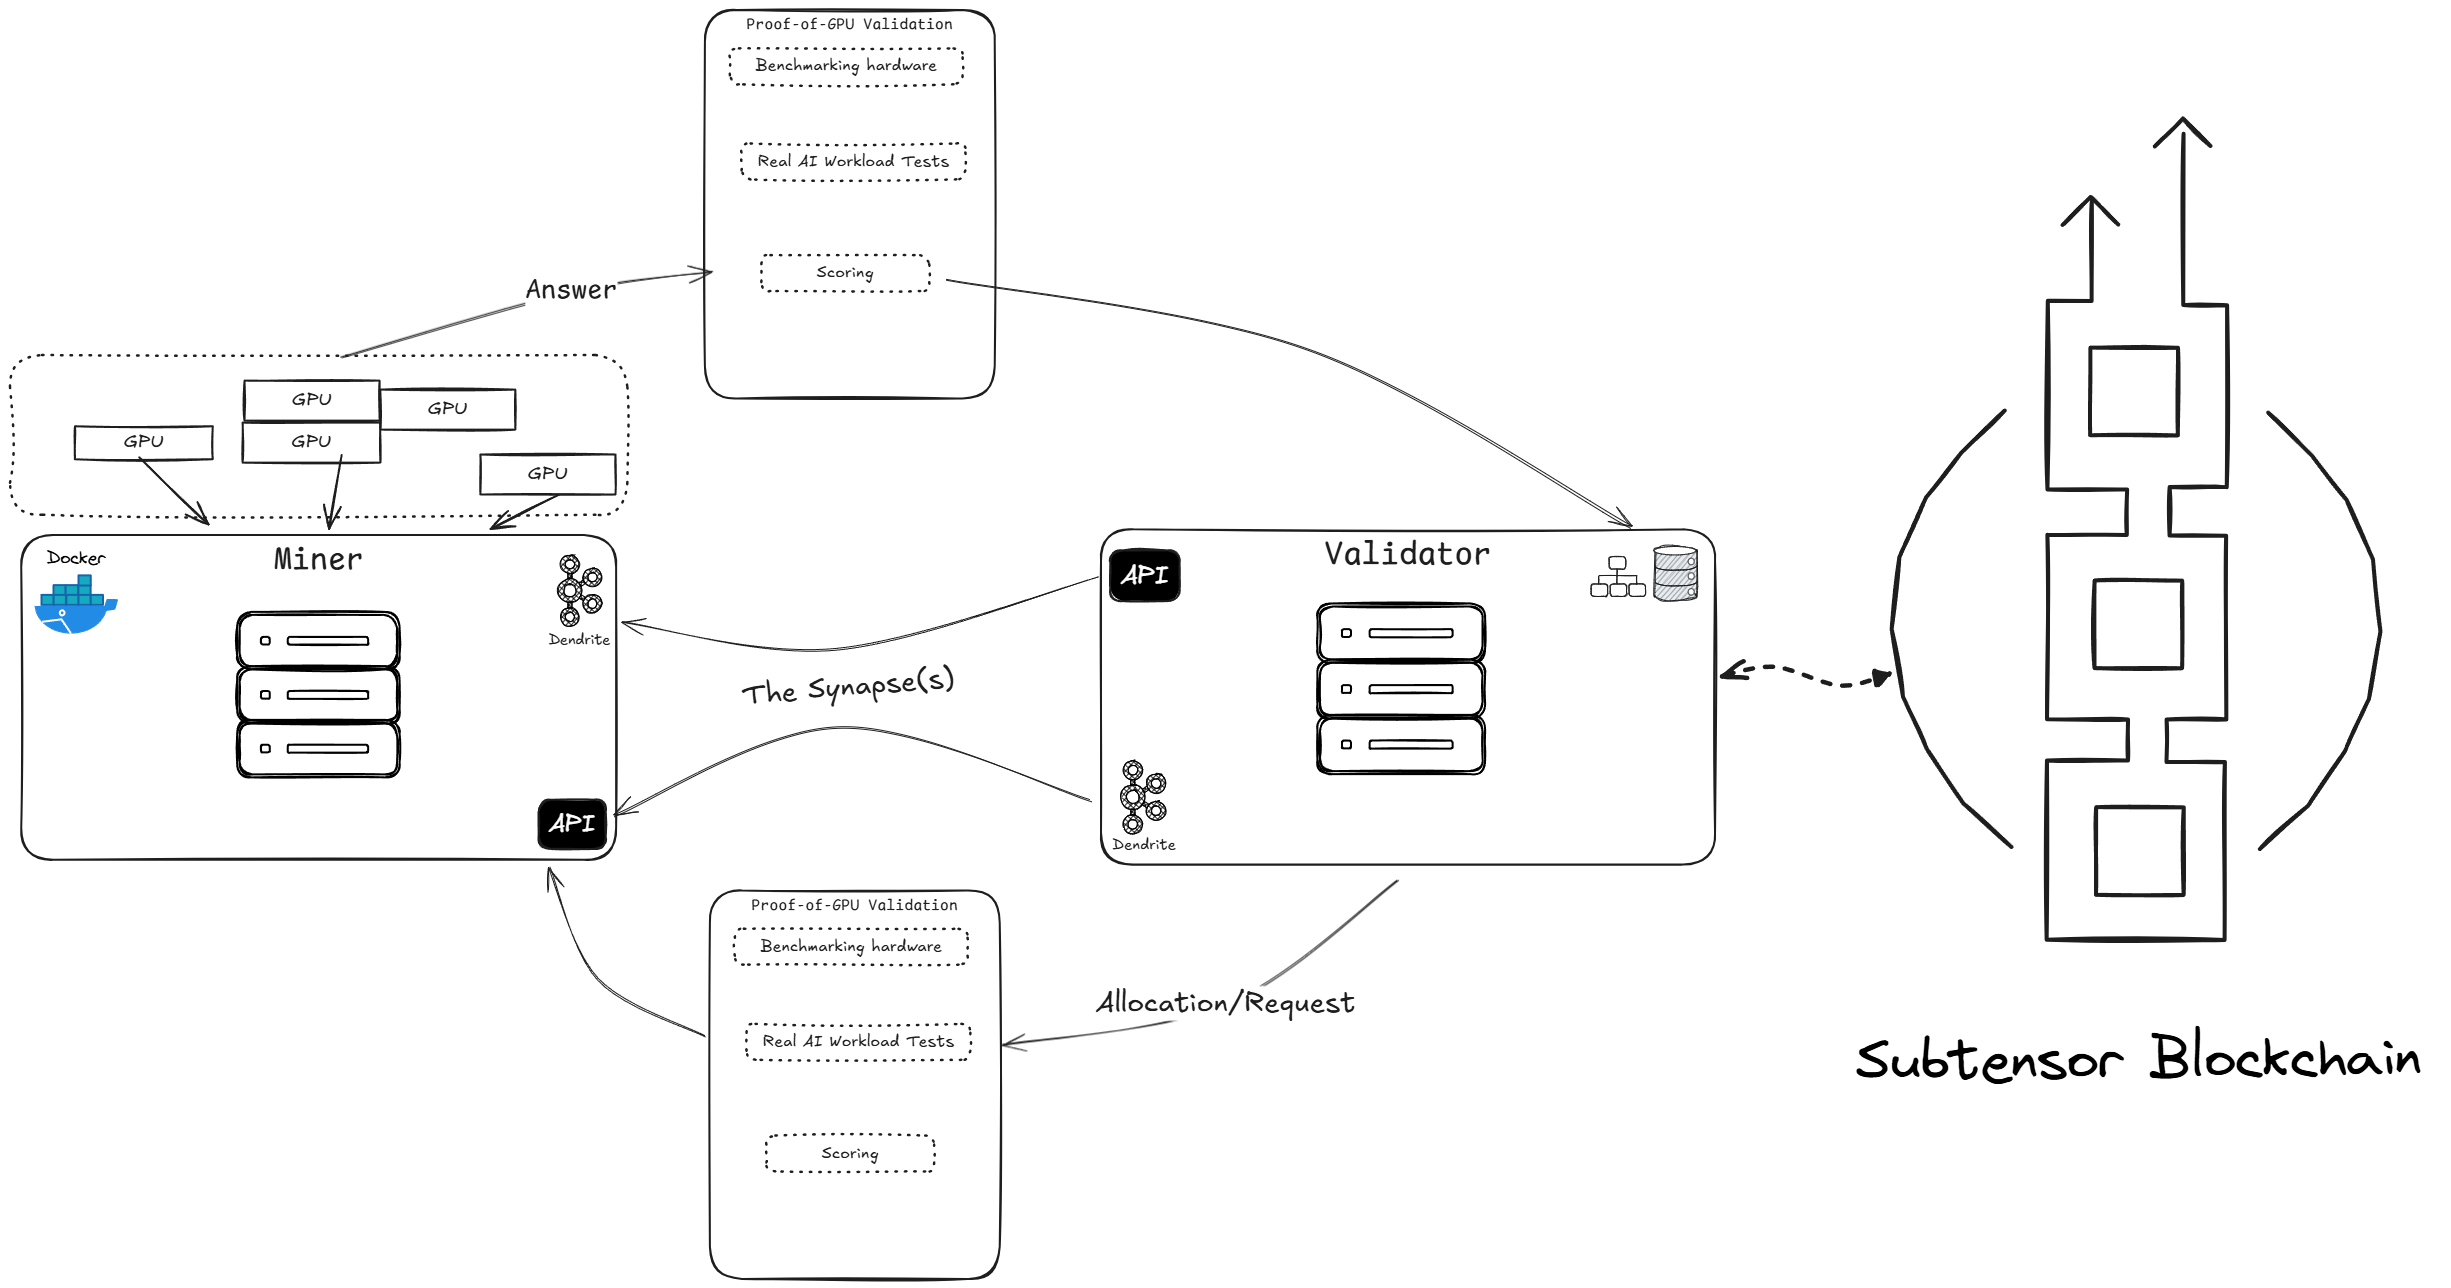 Proof-of-GPU Validation
Benchmarking hardware
Real AI Workload Tests
Scoring
Answer
GPU
GPU
GPU
GPU
GPU
Docker
Miner
Dendrite
API
The Synapse(s)
API
Validator
Dendrite
Proof-of-GPU Validation
Benchmarking hardware
Real AI Workload Tests
Scoring
Allocation/Request
Subtensor Blockchain